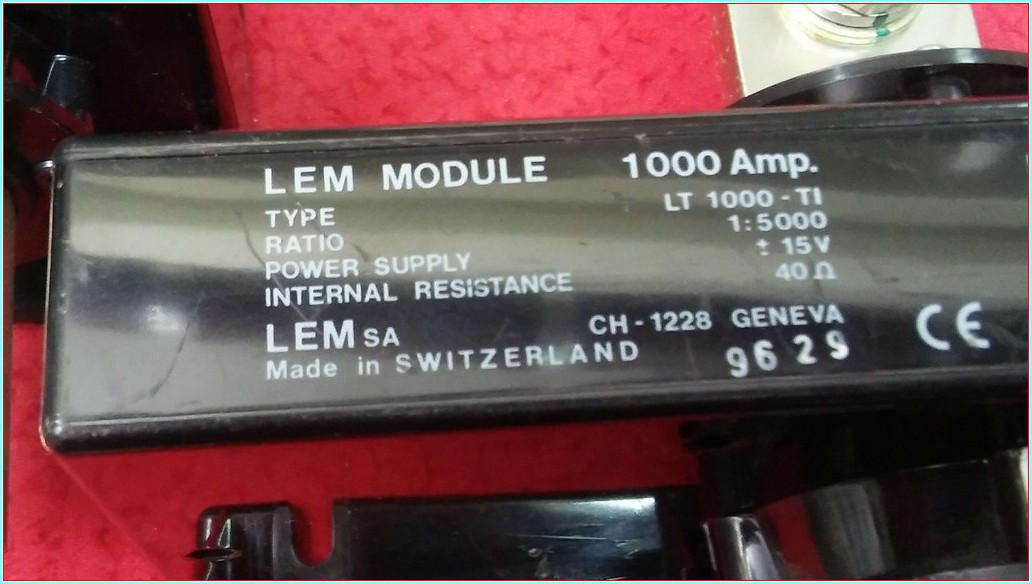 LEM MODULE 1000 Amp.
TYPE LT 1000 - TI
RATIO 1:5000
POWER SUPPLY ± 15V
INTERNAL RESISTANCE 40 Ω
LEM SA CH - 1228 GENEVA
Made in SWITZERLAND 9629
CE